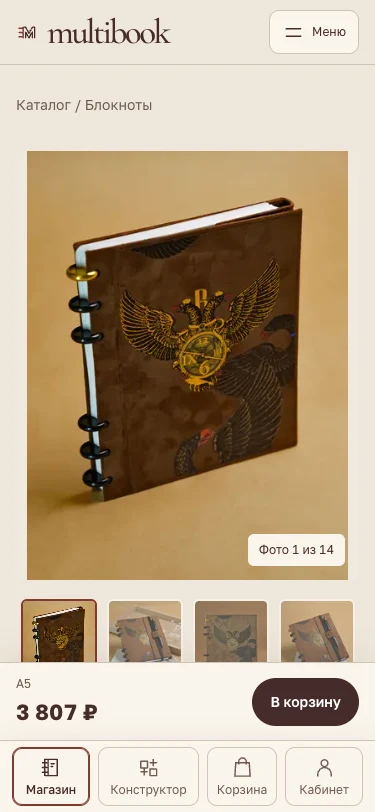 multibook
Меню
Каталог / Блокноты
Фото 1 из 14
A5
3 807 ₽
В корзину
Магазин
Конструктор
Корзина
Кабинет